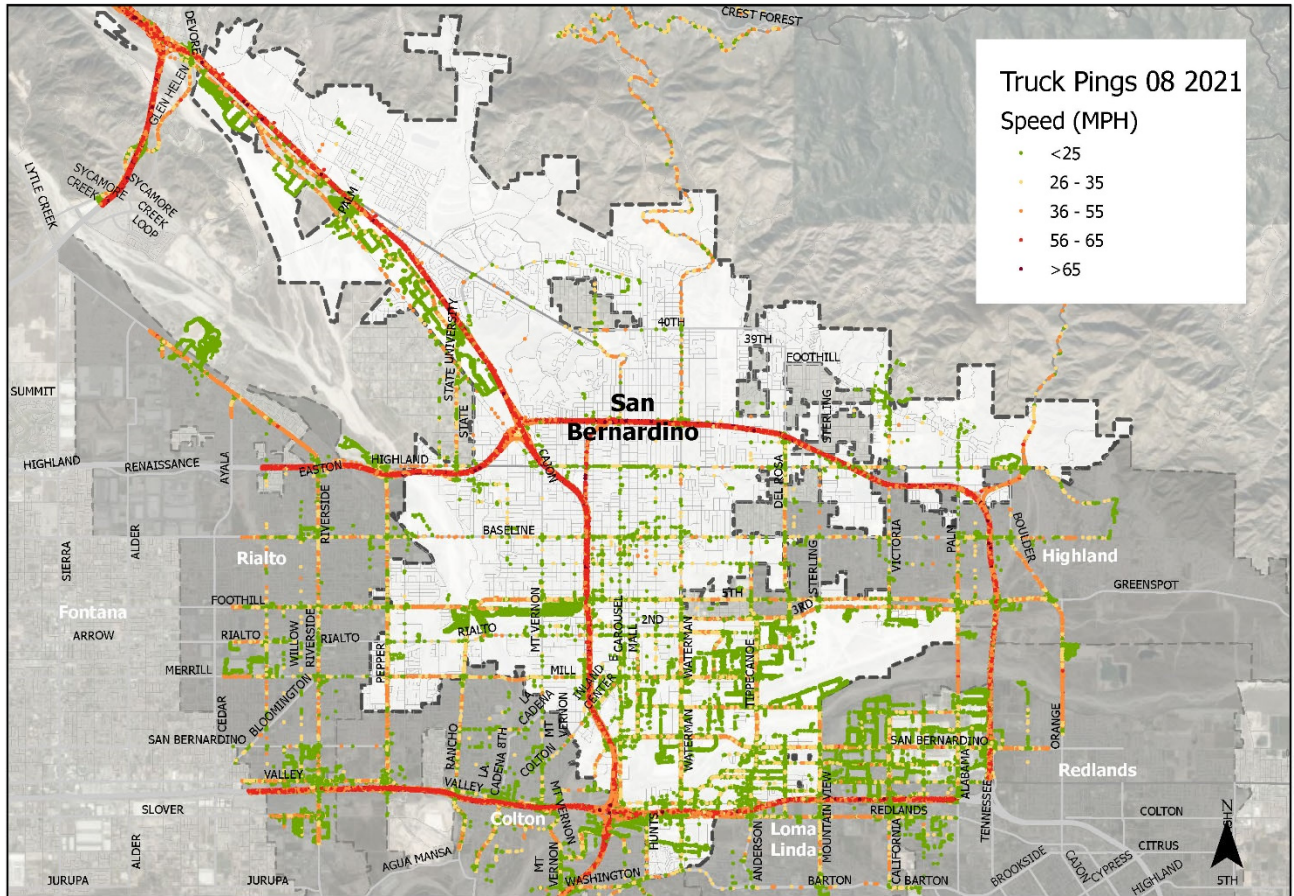 CREST FOREST
DEVORE
GLEN HELEN
Truck Pings 08 2021
Speed (MPH)
<25
26 - 35
36 - 55
56 - 65
>65
LYTLE CREEK
SYCAMORE
CREEK
SYCAMORE
CREEK
LOOP
PALM
STATE UNIVERSITY
40TH
39TH
FOOTHILL
SUMMIT
STATE
San
Bernardino
STERLING
HIGHLAND
RENAISSANCE
AYALA
EASTON
HIGHLAND
CAJON
DEL ROSA
SIERRA
ALDER
RIVERSIDE
BASELINE
STERLING
VICTORIA
PALM
BOULDER
Rialto
Highland
Fontana
FOOTHILL
MT VERNON
CAROUSEL
MALL
5TH
3RD
GREENSPOT
ARROW
RIALTO
WILLOW
RIVERSIDE
RIALTO
RIALTO
2ND
WATERMAN
MERRILL
PEPPER
MILL
E
INLAND
CENTER
TIPPECANOE
CEDAR
BLOOMINGTON
LA
CADENA
MT
VERNON
ORANGE
SAN BERNARDINO
RANCHO
LA
CADENA 8TH
COLTON
WATERMAN
SAN BERNARDINO
ALABAMA
Redlands
VALLEY
VALLEY
TENNESSEE
SLOVER
MT VERNON
Colton
HUNTS
REDLANDS
COLTON
ALDER
Loma
Linda
ANDERSON
MOUNTAIN VIEW
CALIFORNIA
CITRUS
AGUA MANSA
MT
VERNON
WASHINGTON
BROOKSIDE
CAJON
CYPRESS
HIGHLAND
JURUPA
JURUPA
BARTON
BARTON
5TH